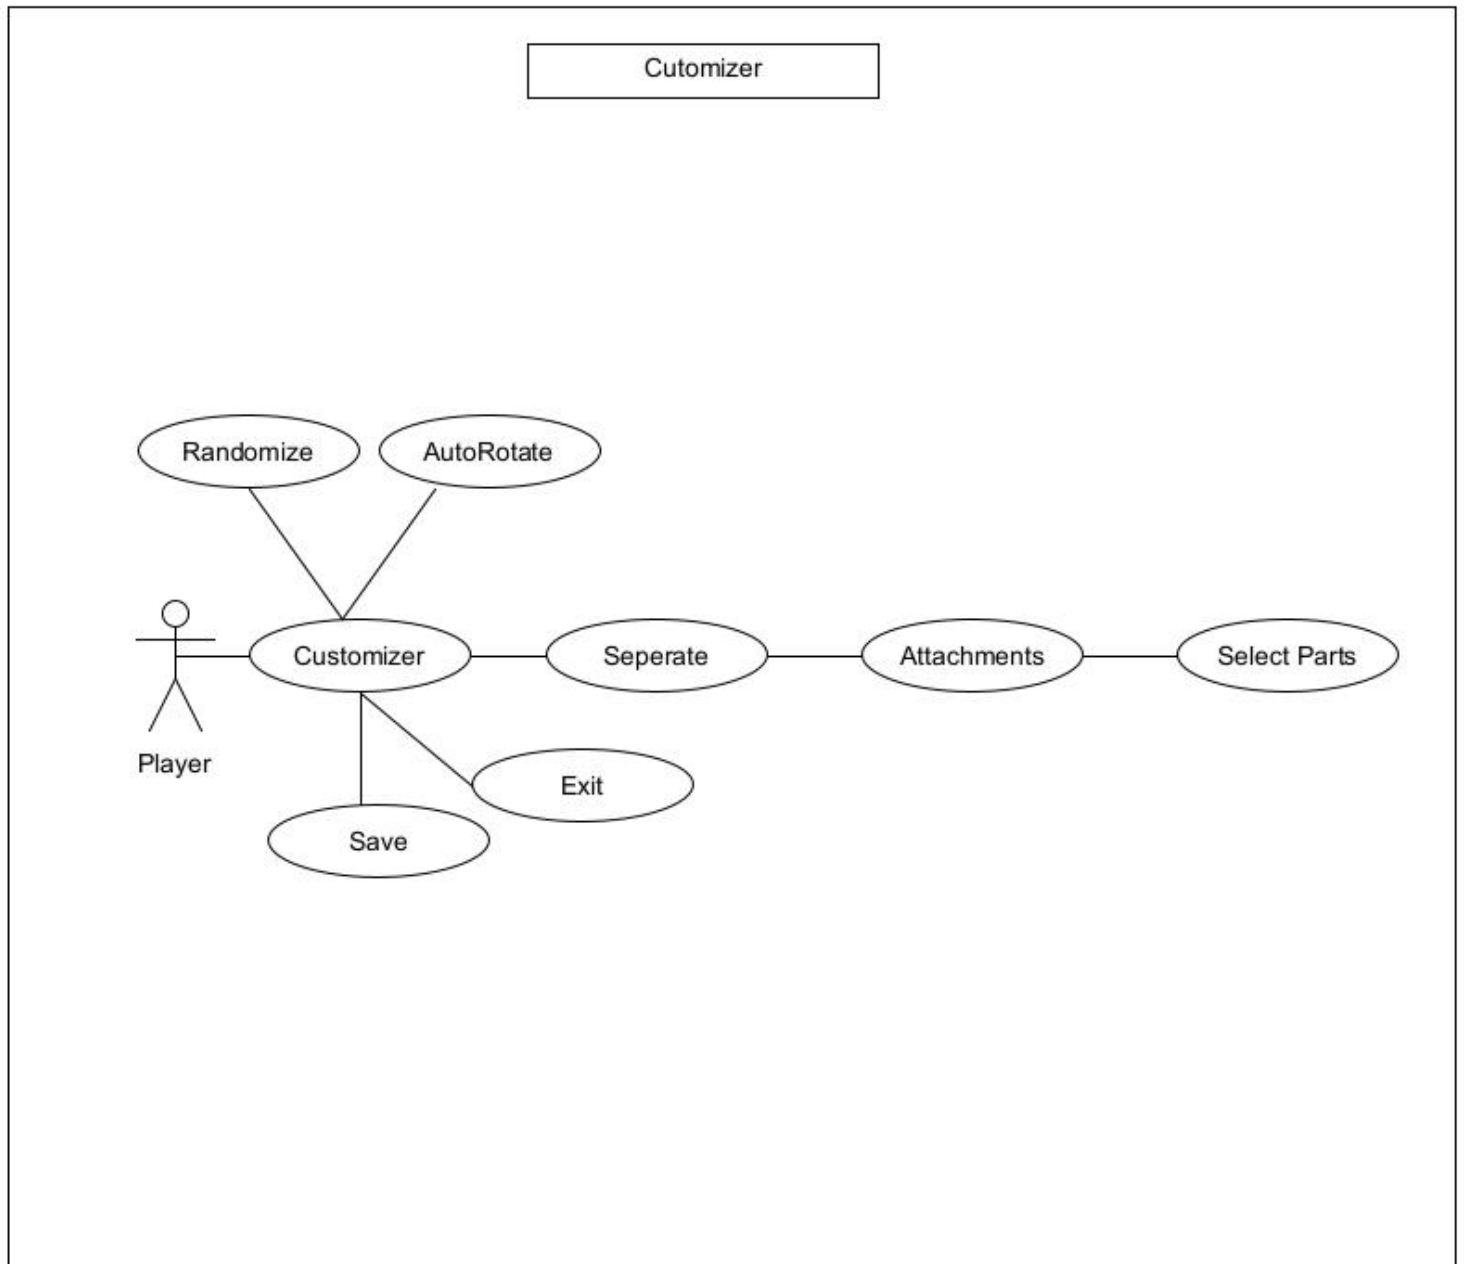 Cutomizer
Randomize
AutoRotate
Customizer
Seperate
Attachments
Select Parts
Player
Exit
Save